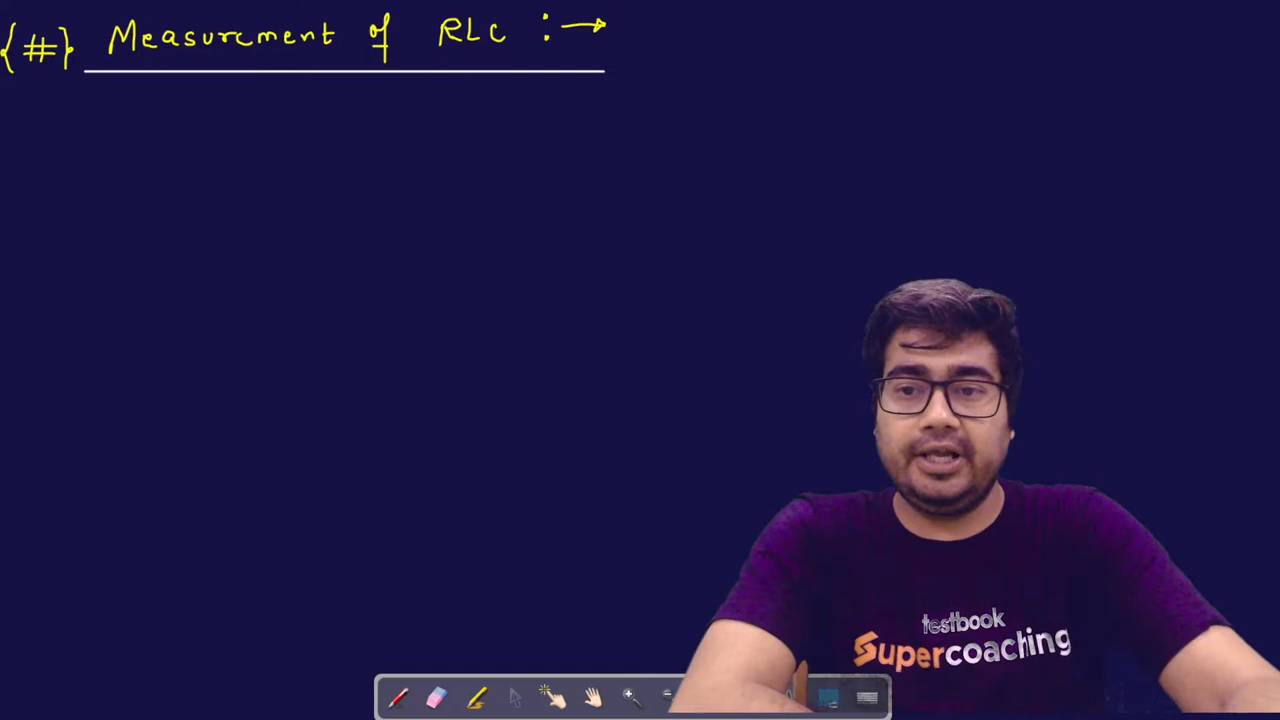 {#} Measurement of RLC :→
testbook
Supercoaching